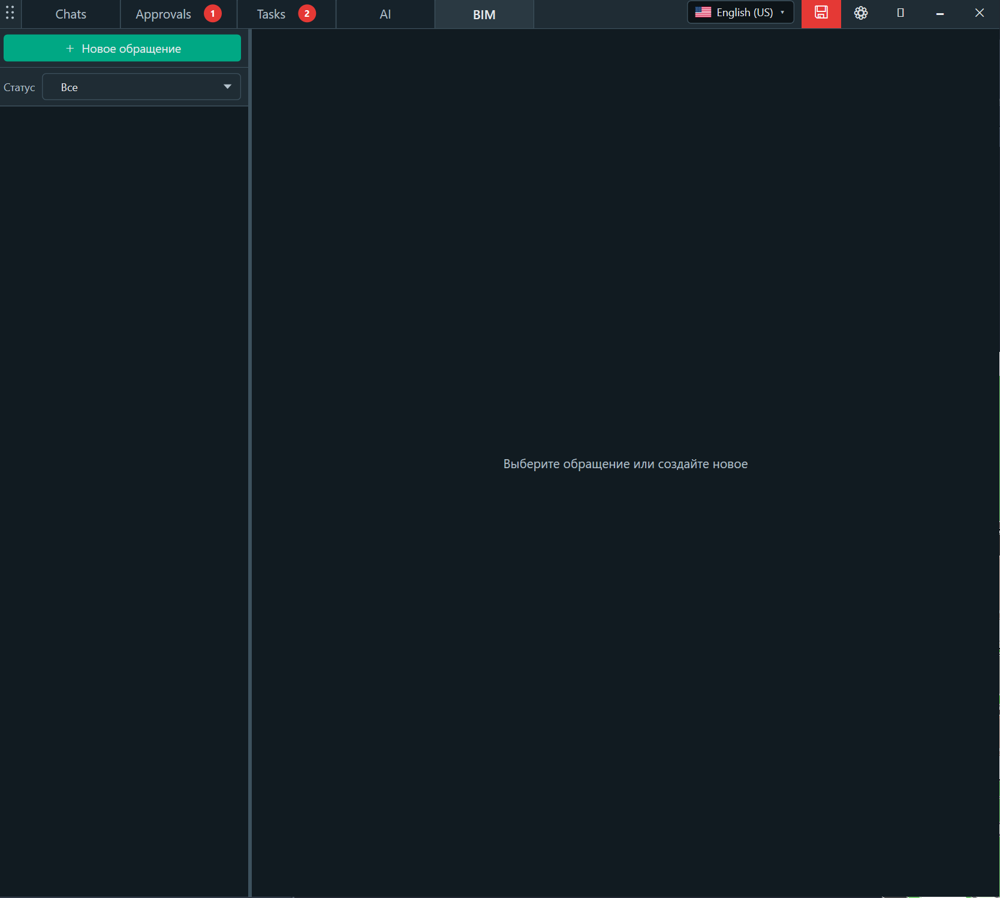 Chats
Approvals 1
Tasks 2
AI
BIM
English (US)
+ Новое обращение
Статус Все
Выберите обращение или создайте новое